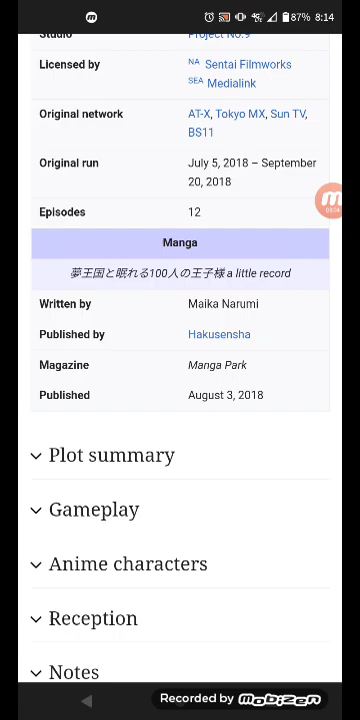 87% 8:14
Studio Project No.9
Licensed by NA Sentai Filmworks
SEA Medialink
Original network AT-X, Tokyo MX, Sun TV,
BS11
Original run July 5, 2018 – September
20, 2018
04:04
Episodes 12
Manga
夢王国と眠れる100人の王子様 a little record
Written by Maika Narumi
Published by Hakusensha
Magazine Manga Park
Published August 3, 2018
Plot summary
Gameplay
Anime characters
Reception
Notes
Recorded by mobizen